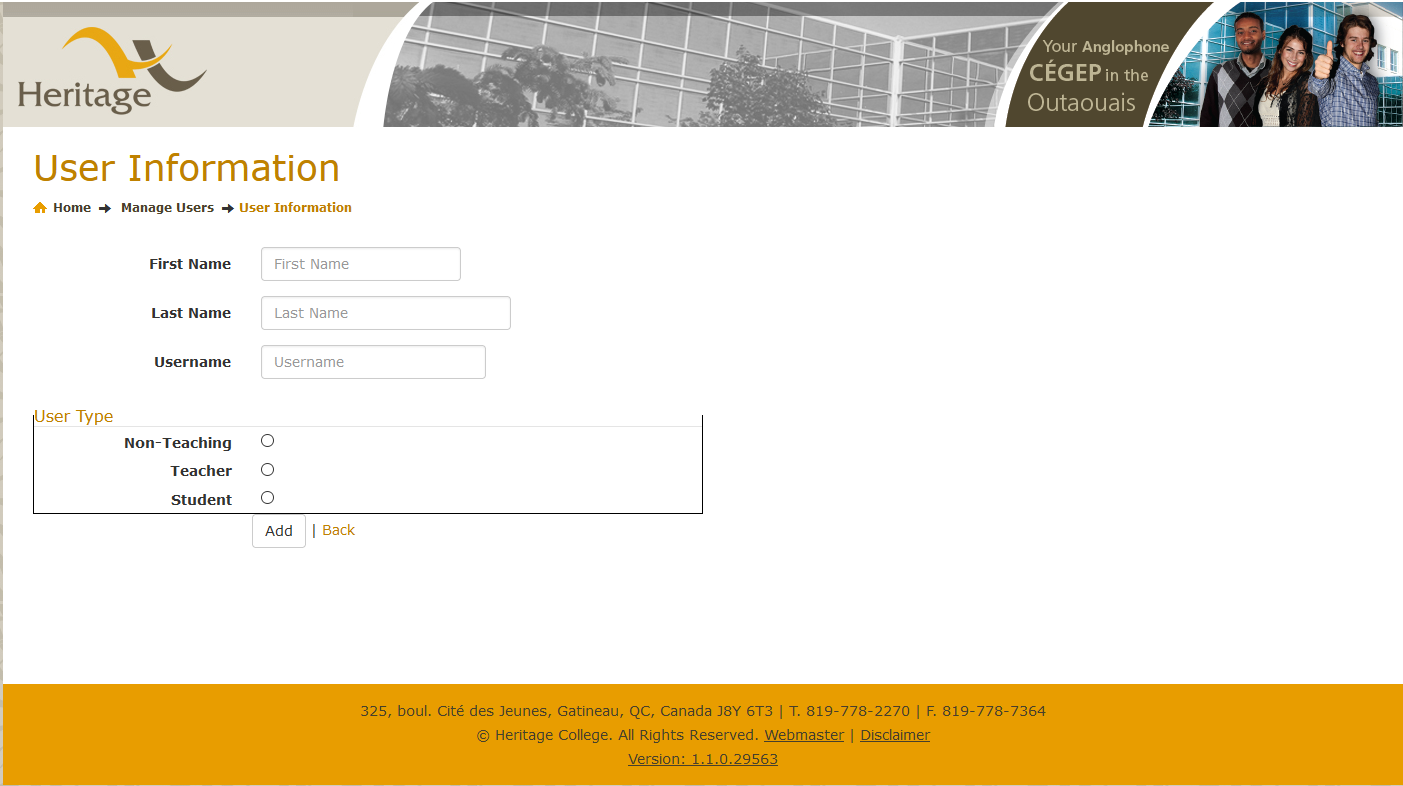 Heritage
Your Anglophone
CÉGEP in the
Outaouais
User Information
Home Manage Users User Information
First Name First Name
Last Name Last Name
Username Username
User Type
Non-Teaching
Teacher
Student
Add | Back
325, boul. Cité des Jeunes, Gatineau, QC, Canada J8Y 6T3 | T. 819-778-2270 | F. 819-778-7364
© Heritage College. All Rights Reserved. Webmaster | Disclaimer
Version: 1.1.0.29563